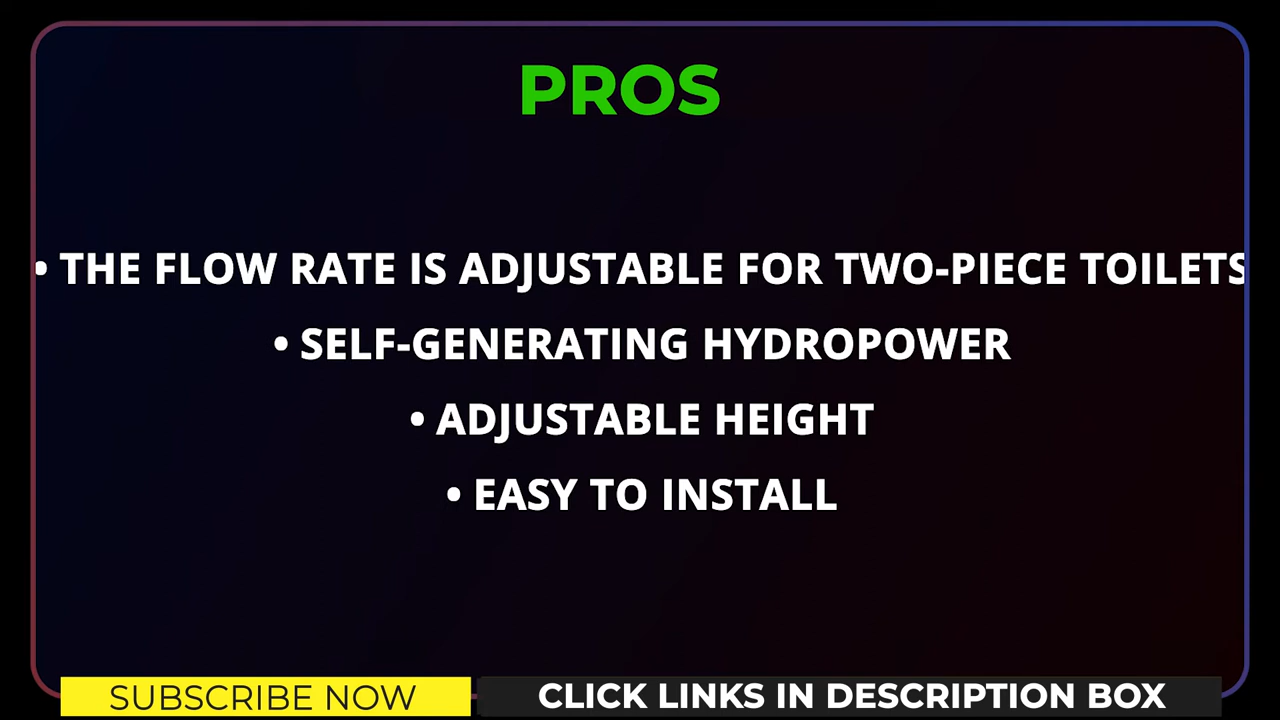 PROS
• THE FLOW RATE IS ADJUSTABLE FOR TWO-PIECE TOILETS
• SELF-GENERATING HYDROPOWER
• ADJUSTABLE HEIGHT
• EASY TO INSTALL
SUBSCRIBE NOW
CLICK LINKS IN DESCRIPTION BOX